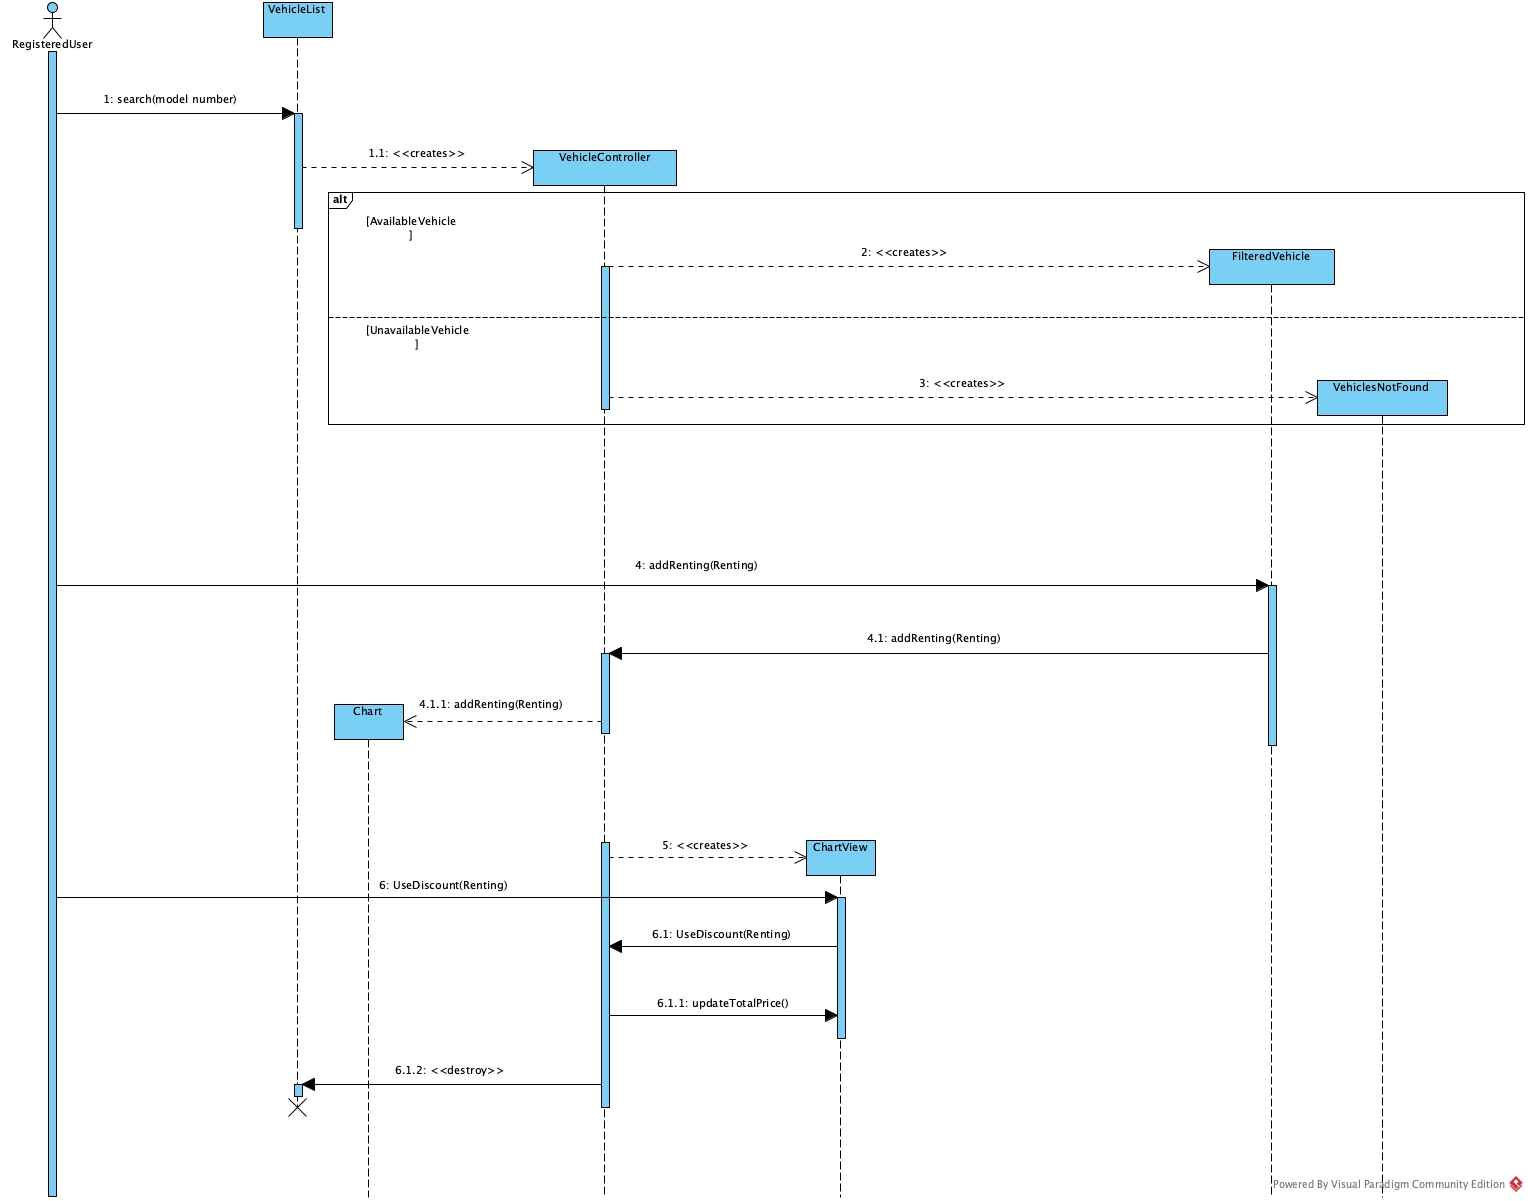 VehicleList
RegisteredUser
1: search(model number)
1.1: <<creates>>
VehicleController
alt
[AvailableVehicle
]
2: <<creates>>
FilteredVehicle
[UnavailableVehicle
]
3: <<creates>>
VehiclesNotFound
4: addRenting(Renting)
4.1: addRenting(Renting)
4.1.1: addRenting(Renting)
Chart
5: <<creates>>
ChartView
6: UseDiscount(Renting)
6.1: UseDiscount(Renting)
6.1.1: updateTotalPrice()
6.1.2: <<destroy>>
Powered By Visual Paradigm Community Edition